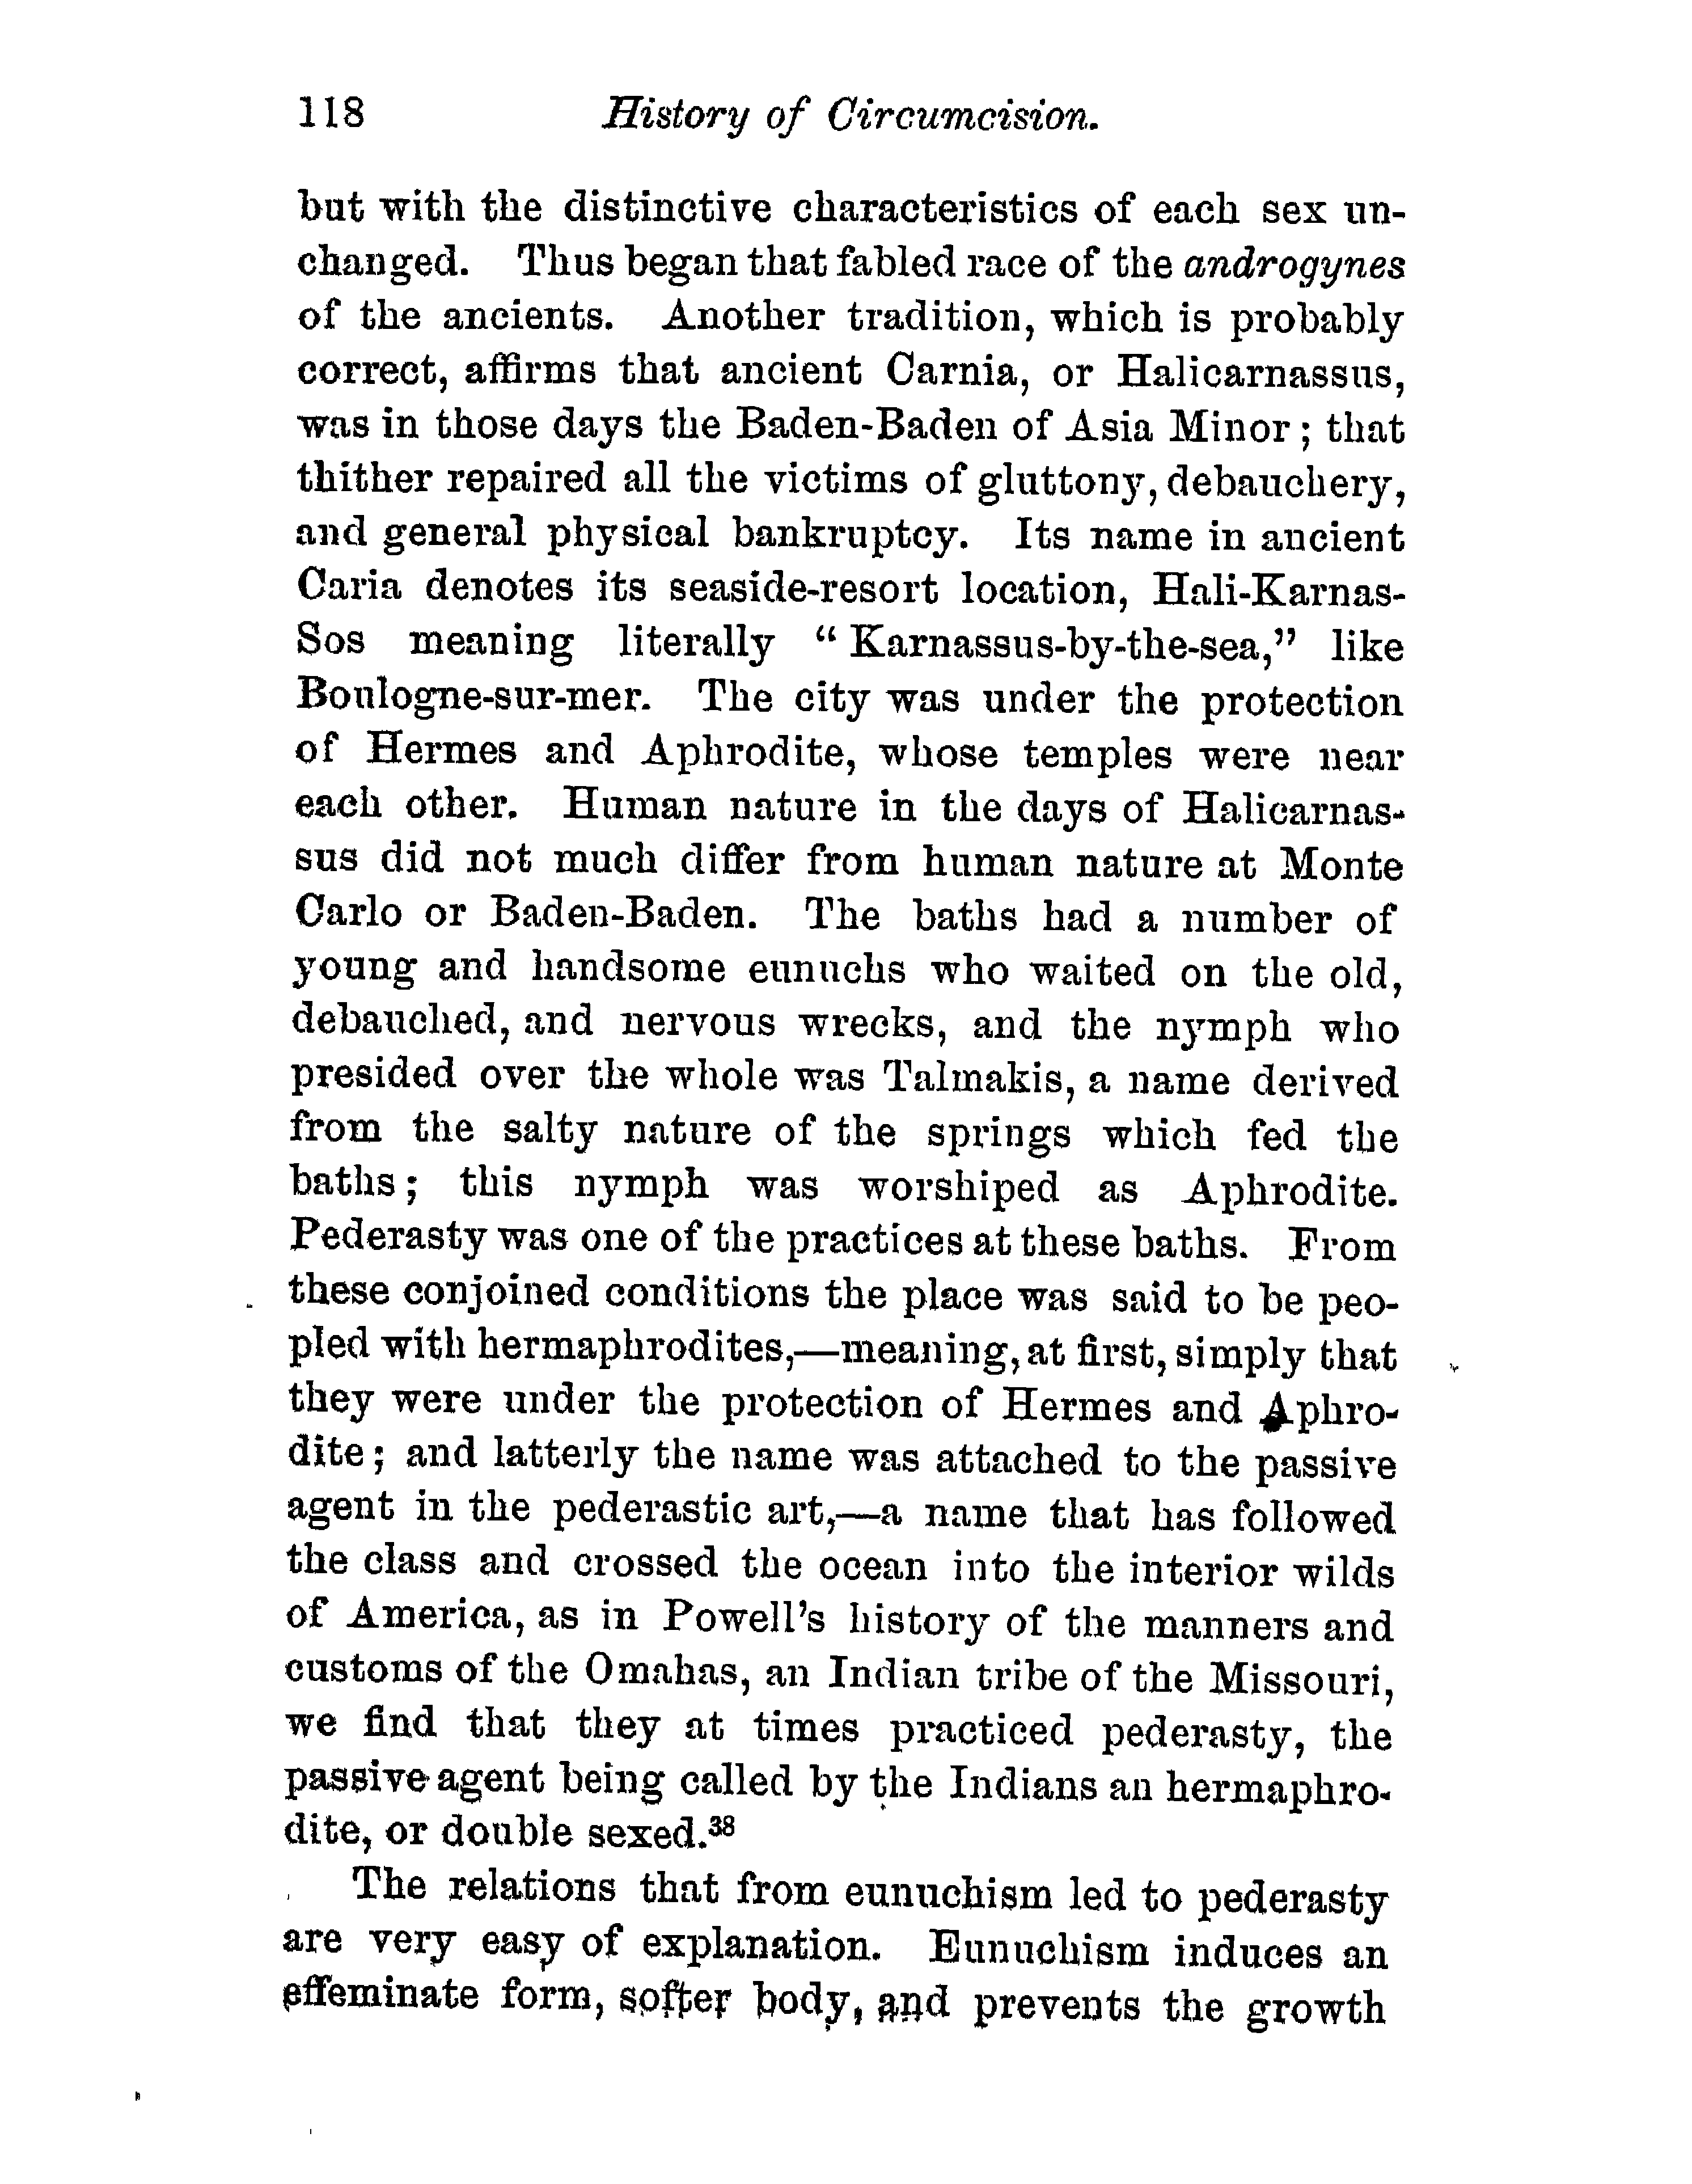 118 History of Circumcision.
but with the distinctive characteristics of each sex un-
changed. Thus began that fabled race of the androgynes
of the ancients. Another tradition, which is probably
correct, affirms that ancient Carnia, or Halicarnassus,
was in those days the Baden-Baden of Asia Minor; that
thither repaired all the victims of gluttony, debauchery,
and general physical bankruptcy. Its name in ancient
Caria denotes its seaside-resort location, Hali-Karnas-
Sos meaning literally “Karnassus-by-the-sea,” like
Boulogne-sur-mer. The city was under the protection
of Hermes and Aphrodite, whose temples were near
each other. Human nature in the days of Halicarnas-
sus did not much differ from human nature at Monte
Carlo or Baden-Baden. The baths had a number of
young and handsome eunuchs who waited on the old,
debauched, and nervous wrecks, and the nymph who
presided over the whole was Talmakis, a name derived
from the salty nature of the springs which fed the
baths; this nymph was worshiped as Aphrodite.
Pederasty was one of the practices at these baths. From
these conjoined conditions the place was said to be peo-
pled with hermaphrodites,—meaning, at first, simply that
they were under the protection of Hermes and Aphro-
dite; and latterly the name was attached to the passive
agent in the pederastic art,—a name that has followed
the class and crossed the ocean into the interior wilds
of America, as in Powell’s history of the manners and
customs of the Omahas, an Indian tribe of the Missouri,
we find that they at times practiced pederasty, the
passive agent being called by the Indians an hermaphro-
dite, or double sexed.³⁸
The relations that from eunuchism led to pederasty
are very easy of explanation. Eunuchism induces an
effeminate form, softer body, and prevents the growth